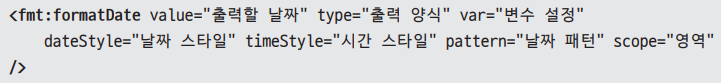 <fmt:formatDate value="출력할 날짜" type="출력 양식" var="변수 설정"
dateStyle="날짜 스타일" timeStyle="시간 스타일" pattern="날짜 패턴" scope="영역"
/>